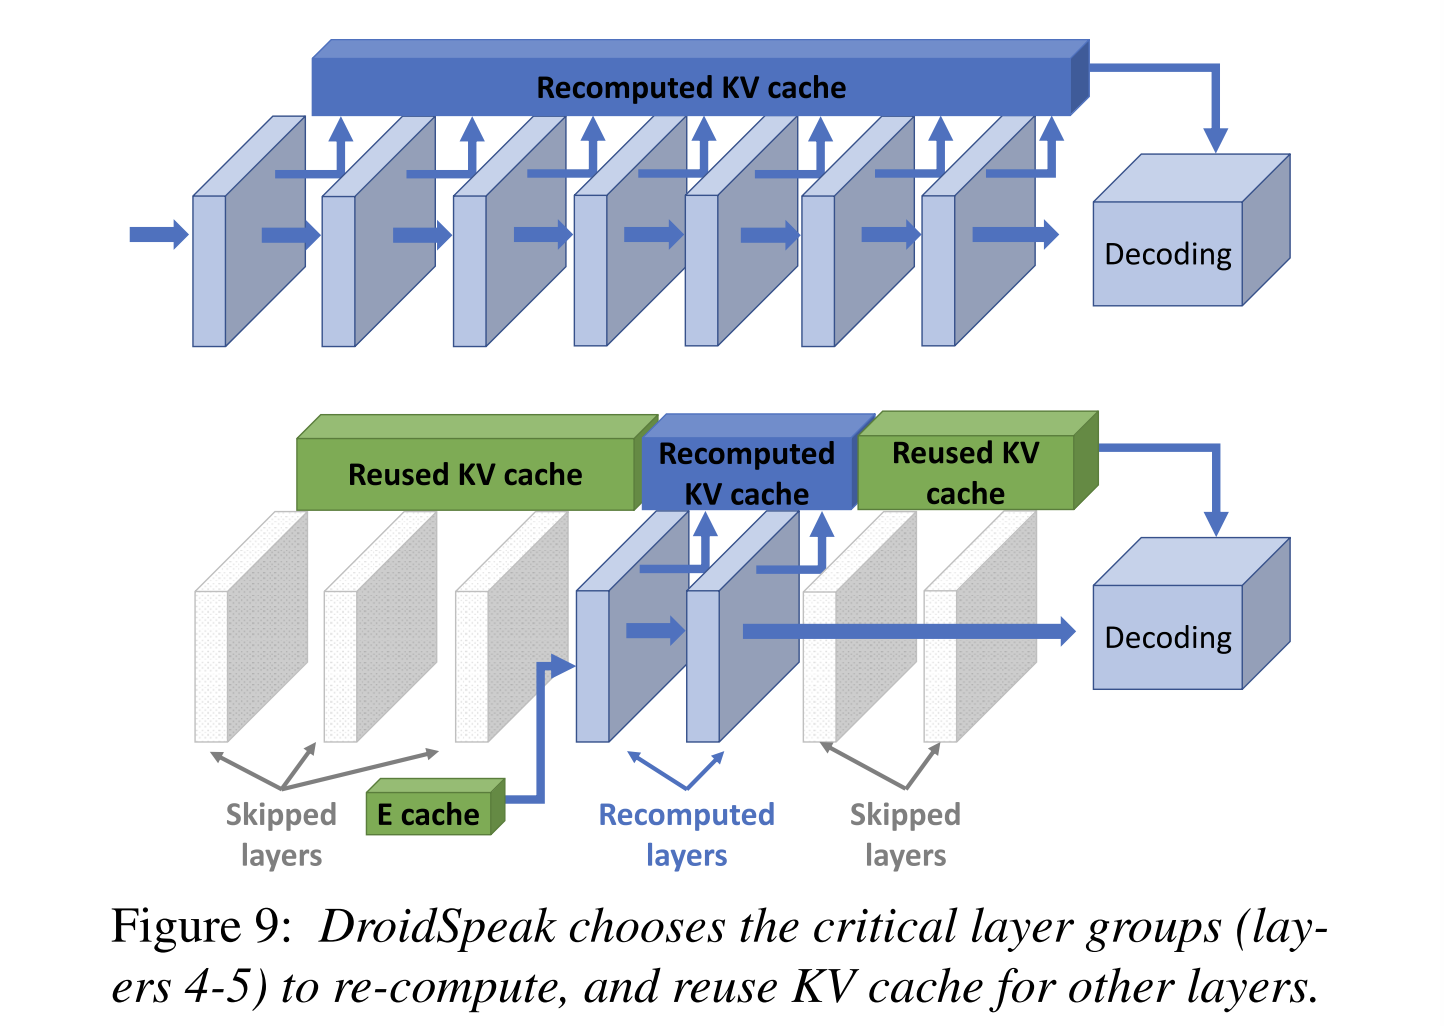 Recomputed KV cache
Decoding
Reused KV cache
Recomputed
KV cache
Reused KV
cache
Decoding
E cache
Skipped
layers
Recomputed
layers
Skipped
layers
Figure 9: DroidSpeak chooses the critical layer groups (lay-
ers 4-5) to re-compute, and reuse KV cache for other layers.